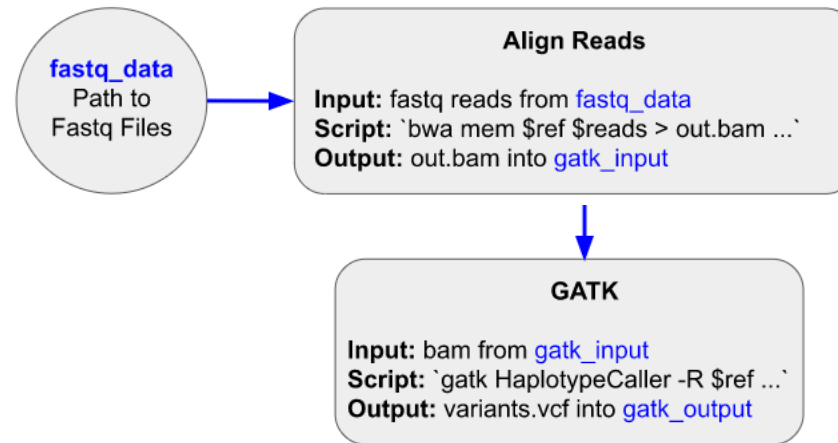 fastq_data
Path to
Fastq Files
Align Reads
Input: fastq reads from fastq_data
Script: `bwa mem $ref $reads > out.bam ...`
Output: out.bam into gatk_input
GATK
Input: bam from gatk_input
Script: `gatk HaplotypeCaller -R $ref ...`
Output: variants.vcf into gatk_output